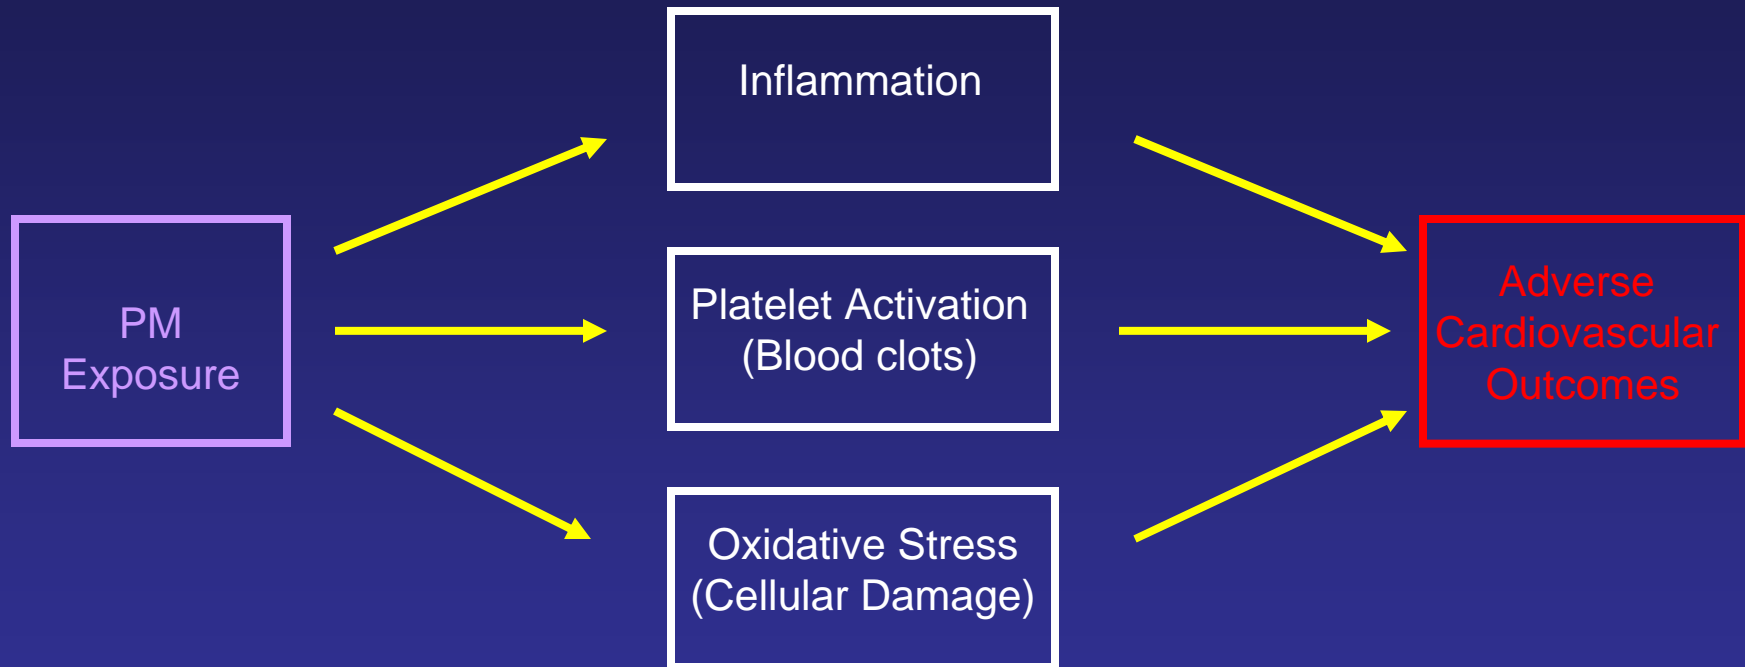 Inflammation
PM
Exposure
Platelet Activation
(Blood clots)
Adverse
Cardiovascular
Outcomes
Oxidative Stress
(Cellular Damage)